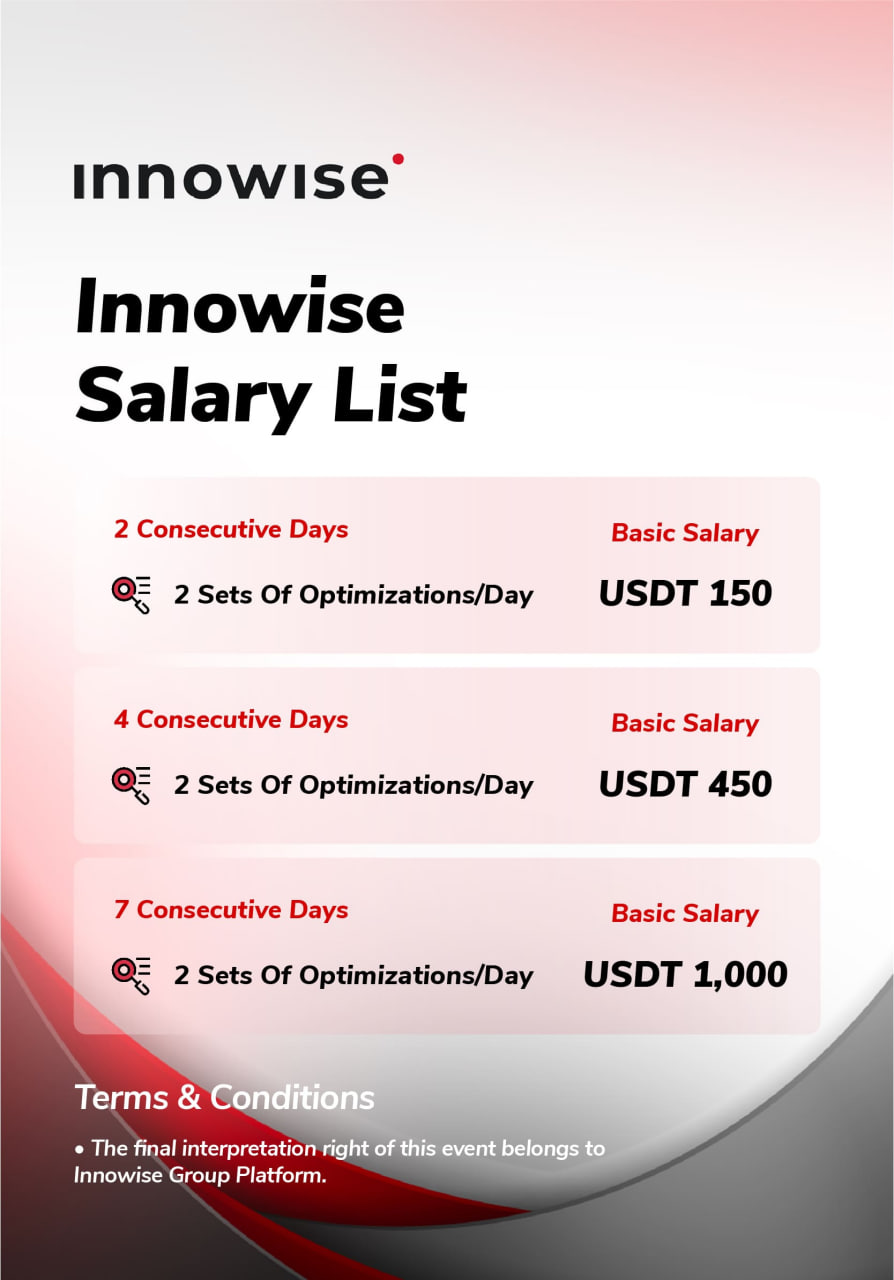 innowise
Innowise
Salary List
2 Consecutive Days
Basic Salary
2 Sets Of Optimizations/Day
USDT 150
4 Consecutive Days
Basic Salary
2 Sets Of Optimizations/Day
USDT 450
7 Consecutive Days
Basic Salary
2 Sets Of Optimizations/Day
USDT 1,000
Terms & Conditions
• The final interpretation right of this event belongs to
Innowise Group Platform.